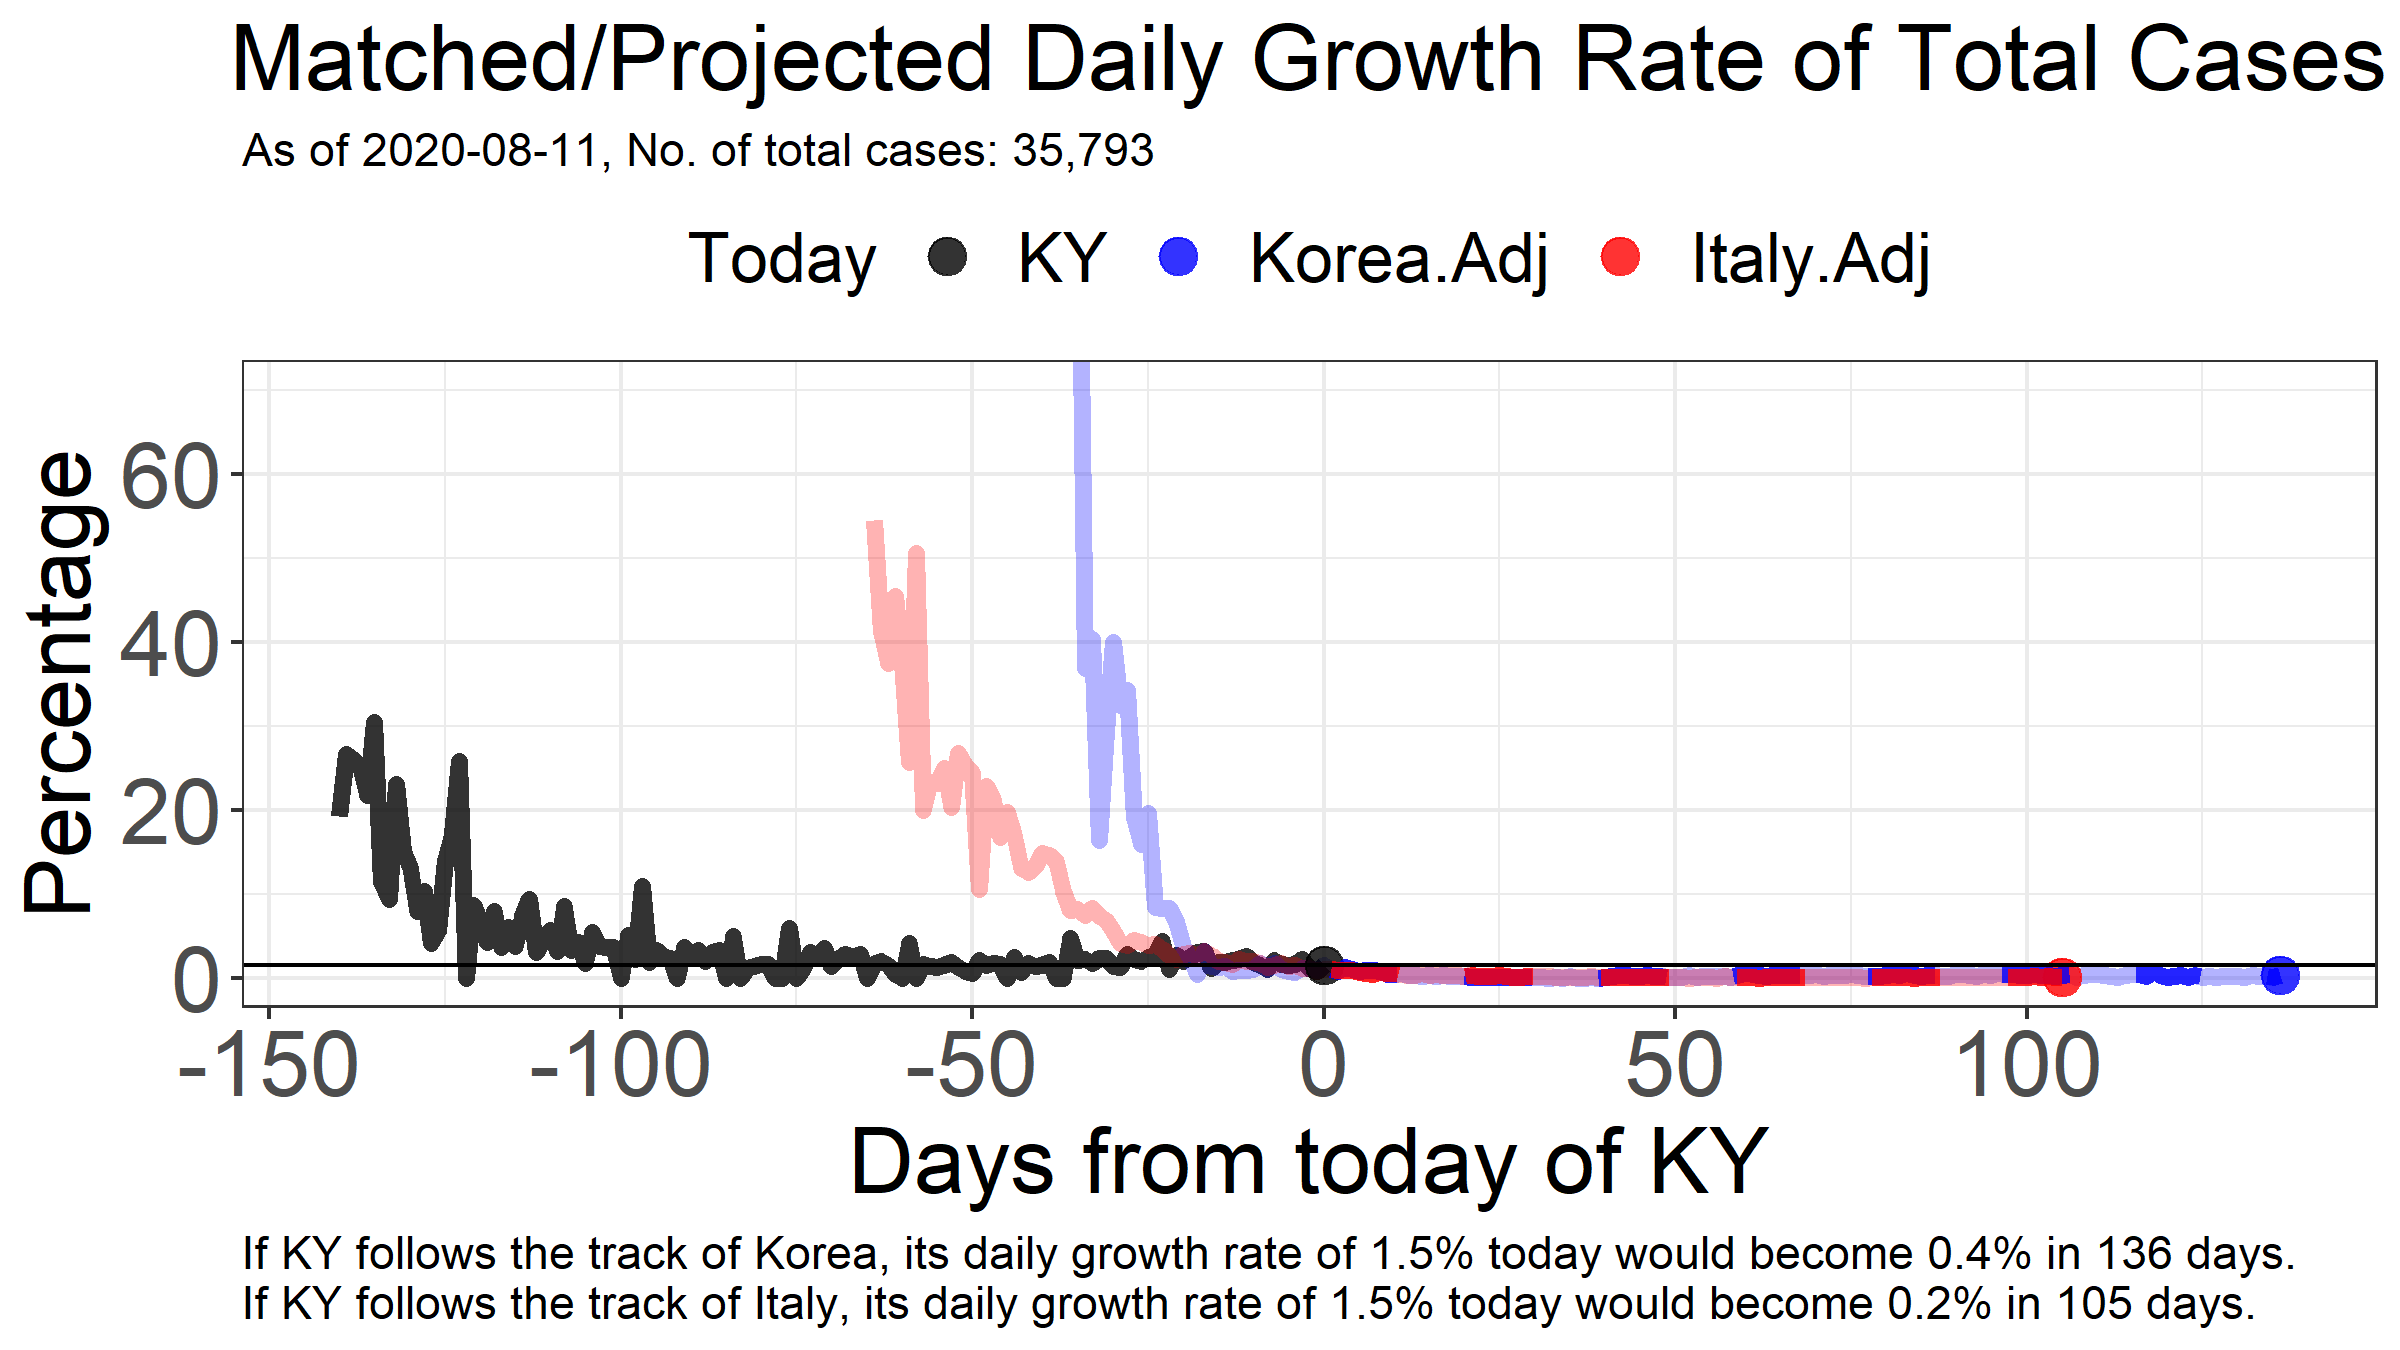 Matched/Projected Daily Growth Rate of Total Cases
As of 2020-08-11, No. of total cases: 35,793
Today KY Korea.Adj Italy.Adj
Percentage
60
40
20
0
-150 -100 -50 0 50 100
Days from today of KY
If KY follows the track of Korea, its daily growth rate of 1.5% today would become 0.4% in 136 days.
If KY follows the track of Italy, its daily growth rate of 1.5% today would become 0.2% in 105 days.